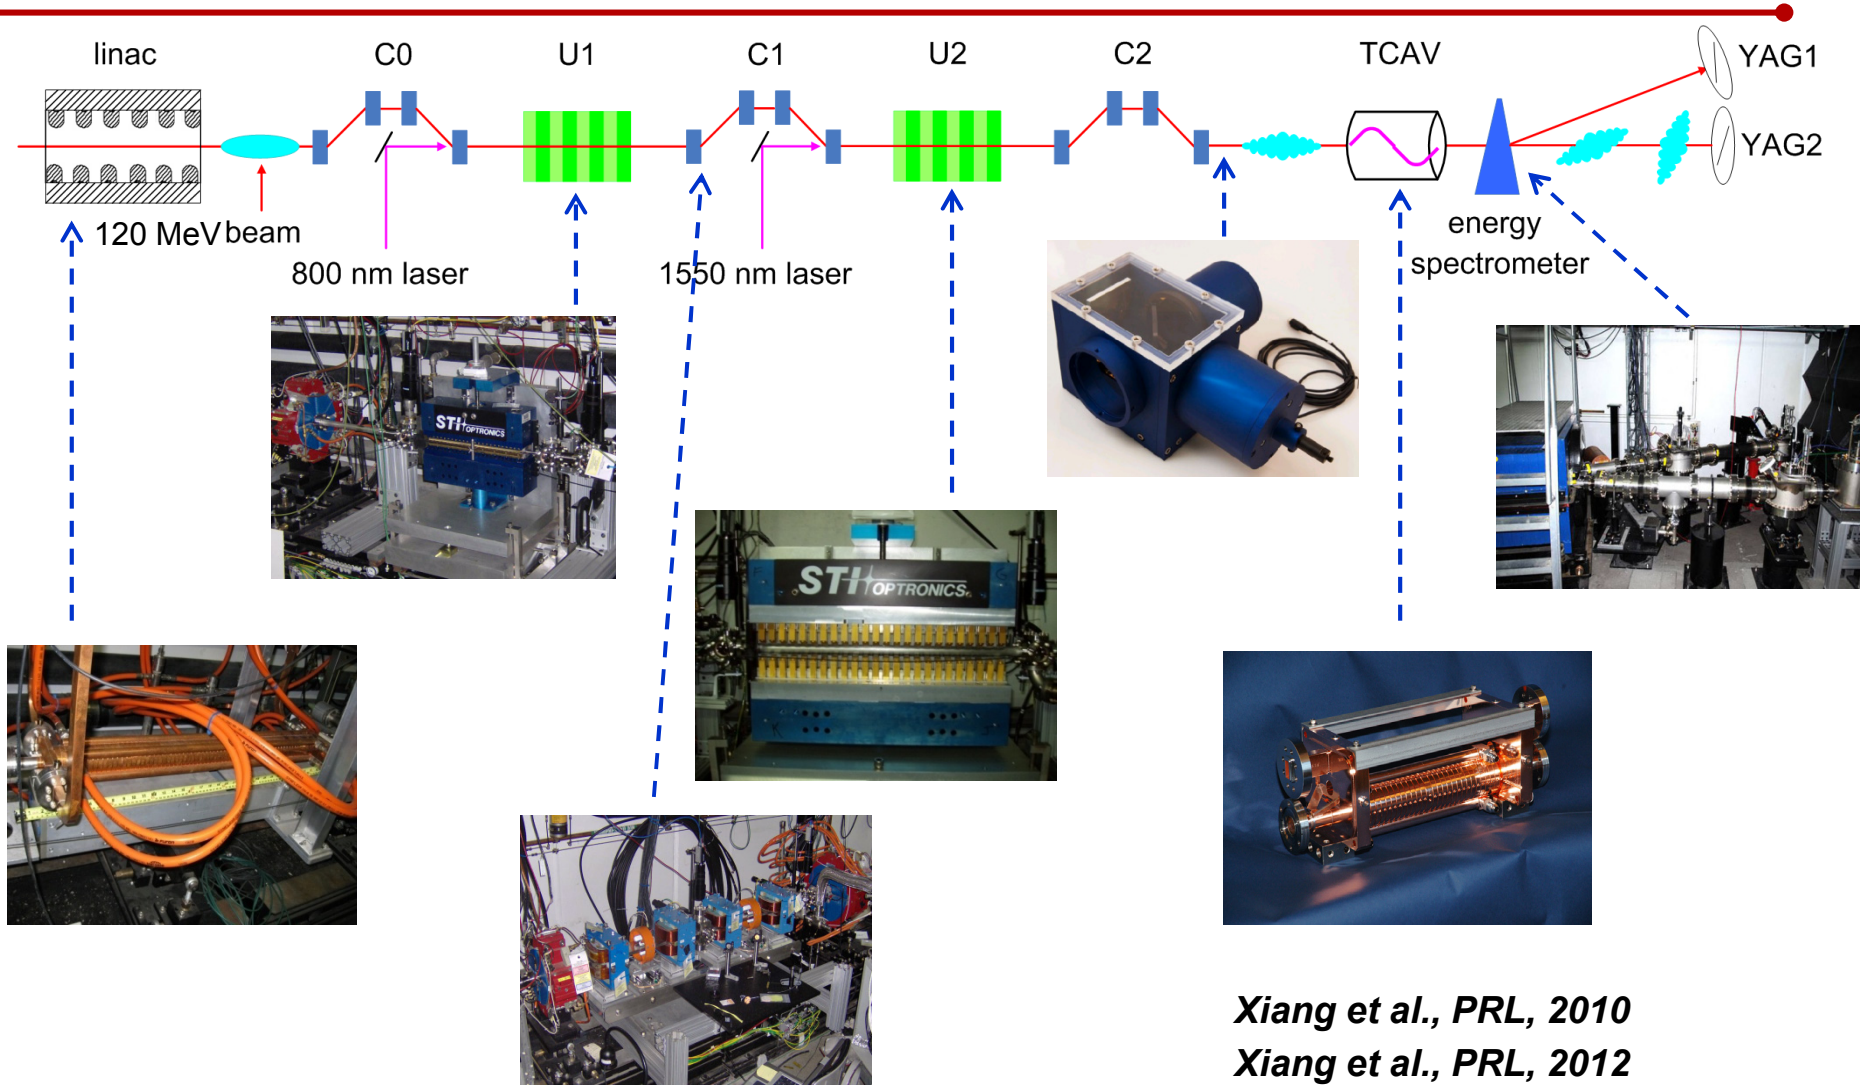 linac
C0
U1
C1
U2
C2
TCAV
YAG1
YAG2
120 MeV beam
800 nm laser
1550 nm laser
energy
spectrometer
STI OPTRONICS
STI OPTRONICS
Xiang et al., PRL, 2010
Xiang et al., PRL, 2012